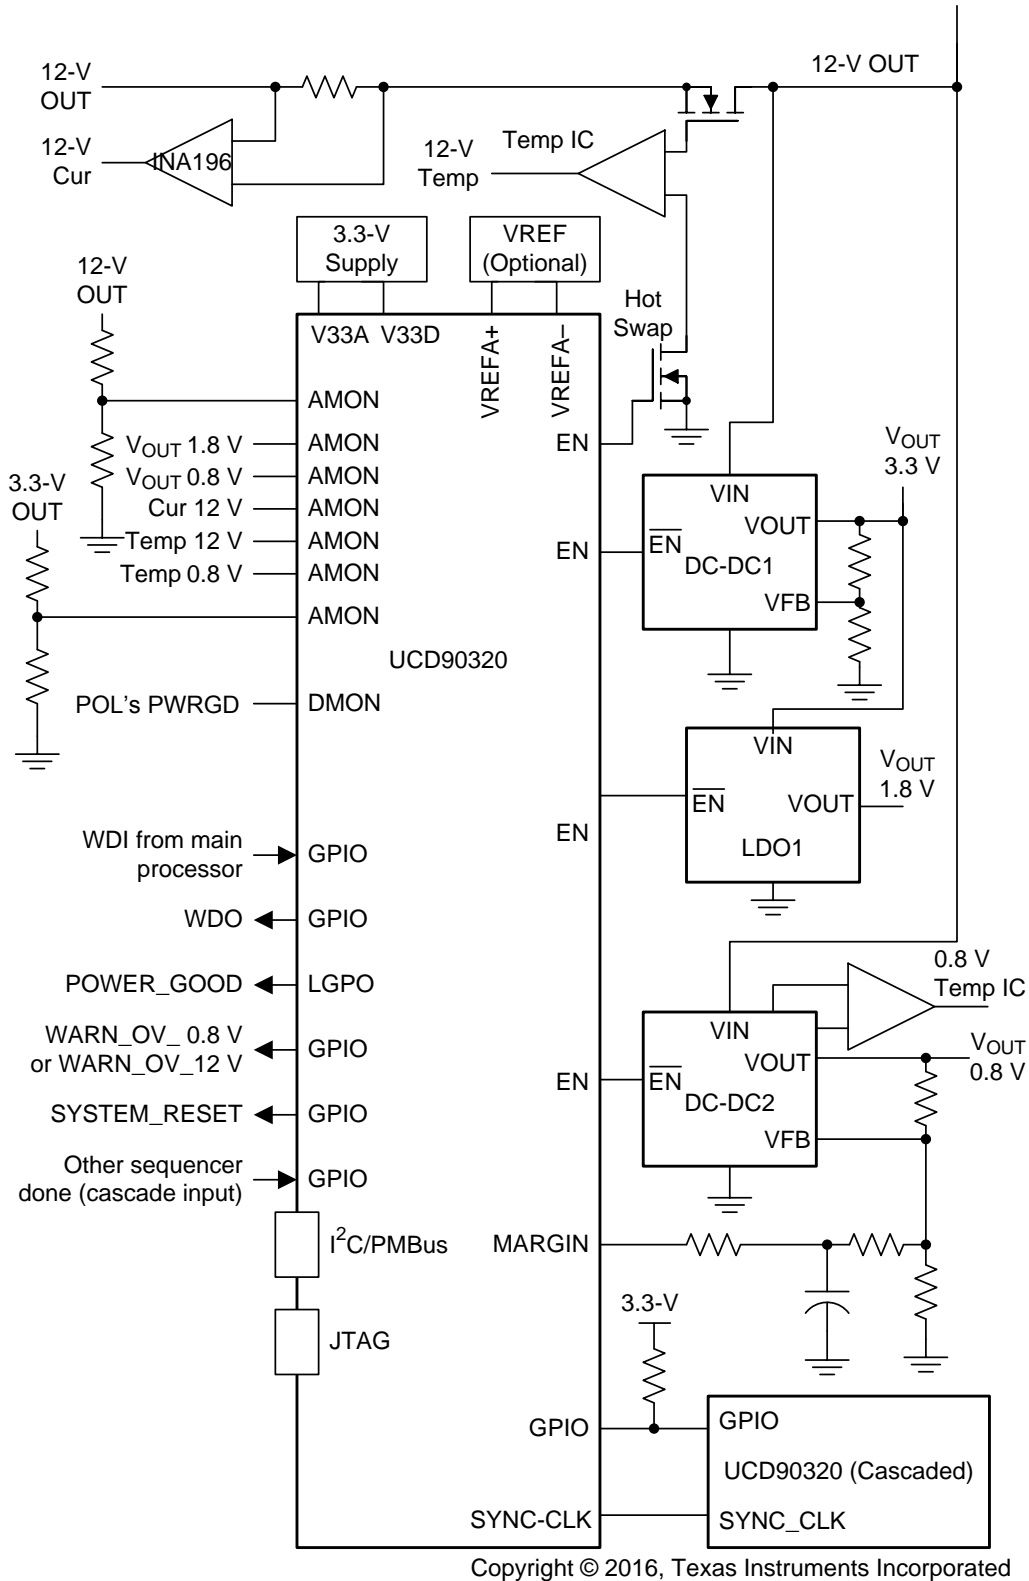 12-V
OUT
12-V OUT
12-V
Cur
INA196
Temp IC
12-V
Temp
3.3-V
Supply
VREF
(Optional)
Hot
Swap
12-V
OUT
V33A V33D
VREFA+
VREFA–
AMON
EN
VOUT 1.8 V
AMON
VOUT 0.8 V
AMON
Cur 12 V
AMON
Temp 12 V
AMON
Temp 0.8 V
AMON
3.3-V
OUT
AMON
VOUT
3.3 V
VIN
VOUT
EN
EN
DC-DC1
VFB
UCD90320
POL's PWRGD
DMON
VIN
EN
VOUT
VOUT
1.8 V
EN
LDO1
WDI from main
processor
GPIO
WDO
GPIO
POWER_GOOD
LGPO
WARN_OV_ 0.8 V
or WARN_OV_12 V
GPIO
SYSTEM_RESET
GPIO
Other sequencer
done (cascade input)
GPIO
0.8 V
Temp IC
VIN
VOUT
VOUT
0.8 V
EN
EN
DC-DC2
VFB
I2C/PMBus
MARGIN
JTAG
3.3-V
GPIO
GPIO
UCD90320 (Cascaded)
SYNC-CLK
SYNC_CLK
Copyright © 2016, Texas Instruments Incorporated